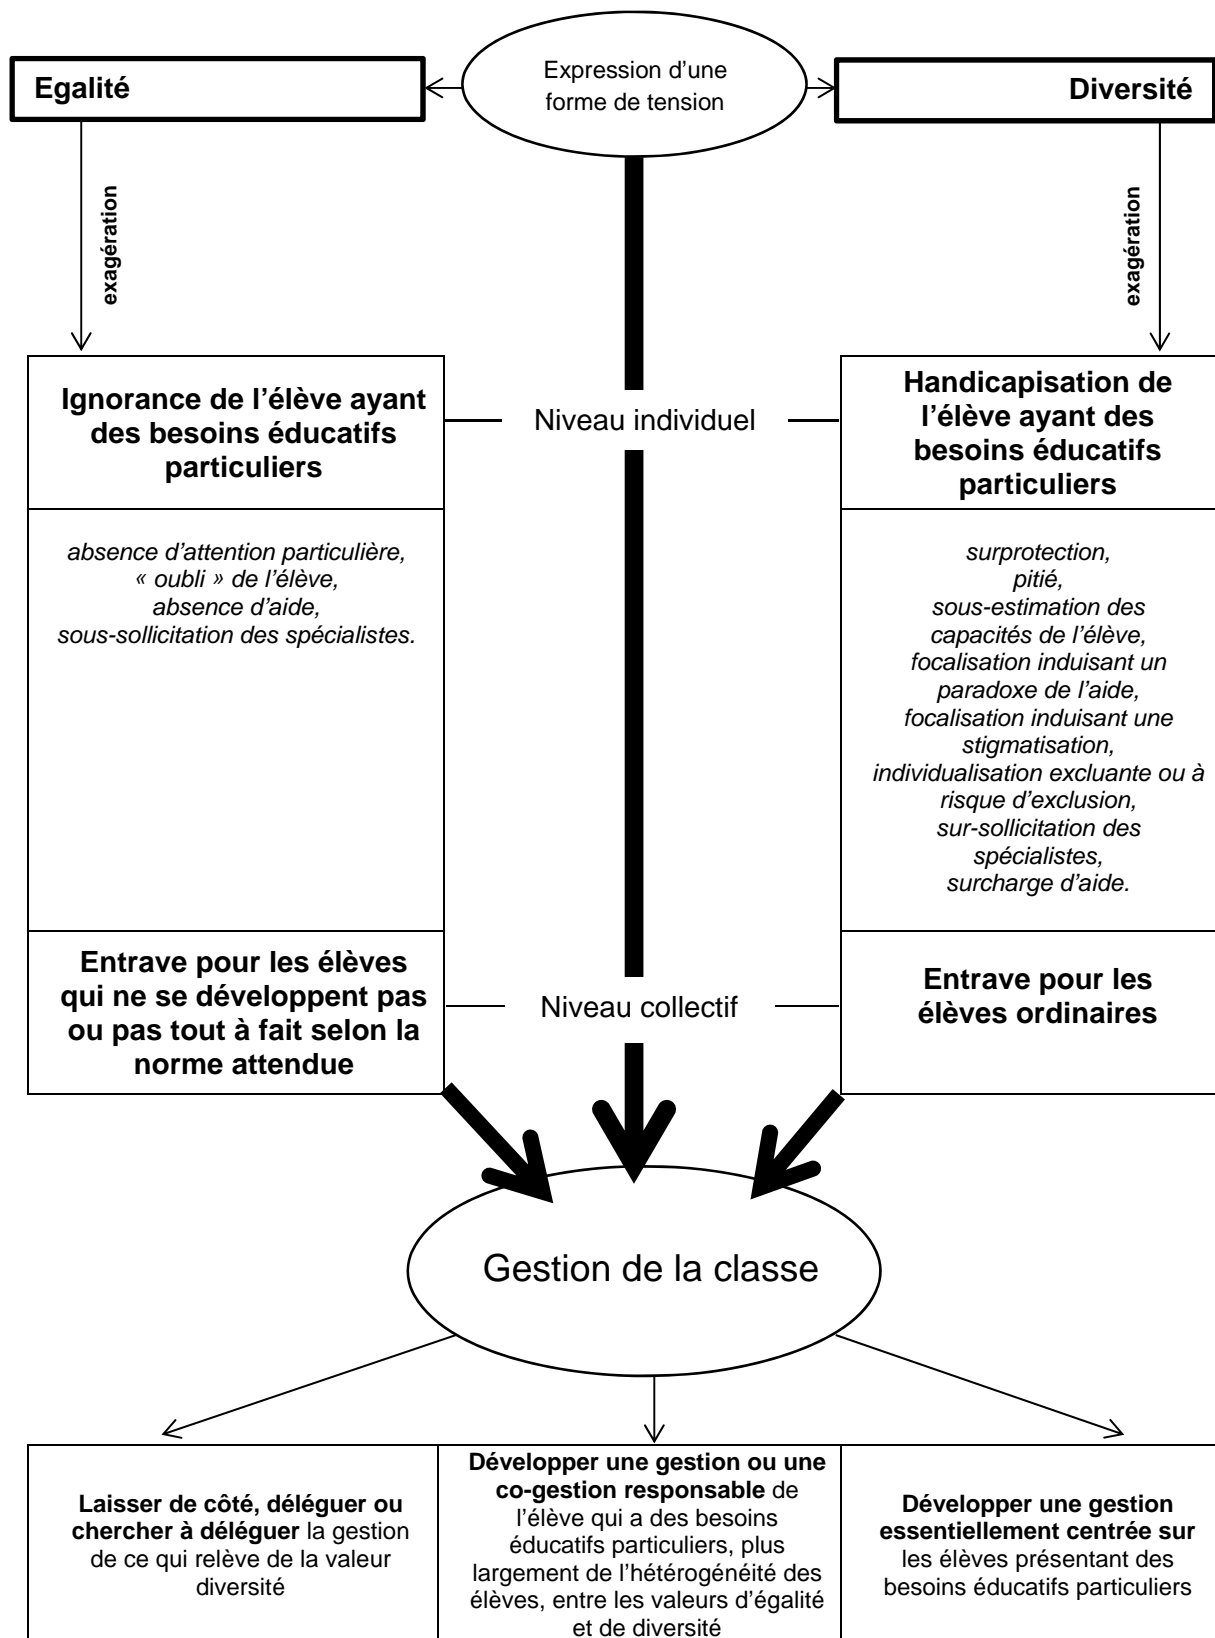 Expression d’une
forme de tension
Egalité
Diversité
exagération
exagération
Ignorance de l’élève ayant
des besoins éducatifs
particuliers
Niveau individuel
Handicapisation de
l’élève ayant des
besoins éducatifs
particuliers
absence d’attention particulière,
« oubli » de l’élève,
absence d’aide,
sous-sollicitation des spécialistes.
surprotection,
pitié,
sous-estimation des
capacités de l’élève,
focalisation induisant un
paradoxe de l’aide,
focalisation induisant une
stigmatisation,
individualisation excluante ou à
risque d’exclusion,
sur-sollicitation des
spécialistes,
surcharge d’aide.
Entrave pour les élèves
qui ne se développent pas
ou pas tout à fait selon la
norme attendue
Niveau collectif
Entrave pour les
élèves ordinaires
Gestion de la classe
Laisser de côté, déléguer ou
chercher à déléguer la gestion
de ce qui relève de la valeur
diversité
Développer une gestion ou une
co-gestion responsable de
l’élève qui a des besoins
éducatifs particuliers, plus
largement de l’hétérogénéité des
élèves, entre les valeurs d’égalité
et de diversité
Développer une gestion
essentiellement centrée sur
les élèves présentant des
besoins éducatifs particuliers